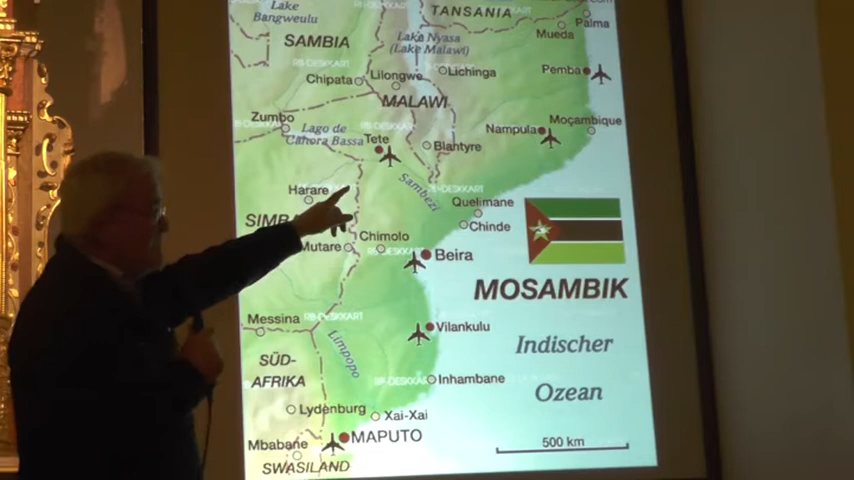 Lake
Bangweulu
TANSANIA
Palma
Mueda
SAMBIA
Lake Nyasa
(Lake Malawi)
Chipata
Lilongwe
Lichinga
Pemba
MALAWI
Zumbo
Lago de
Cahora Bassa
Tete
Blantyre
Nampula
Moçambique
Sambezi
Harare
Quelimane
SIMBA
Chinde
Mutare
Chimolo
Beira
MOSAMBIK
Messina
Vilankulu
Indischer
Ozean
Limpopo
SÜD-
AFRIKA
Inhambane
Lydenburg
Xai-Xai
Mbabane
MAPUTO
500 km
SWASILAND